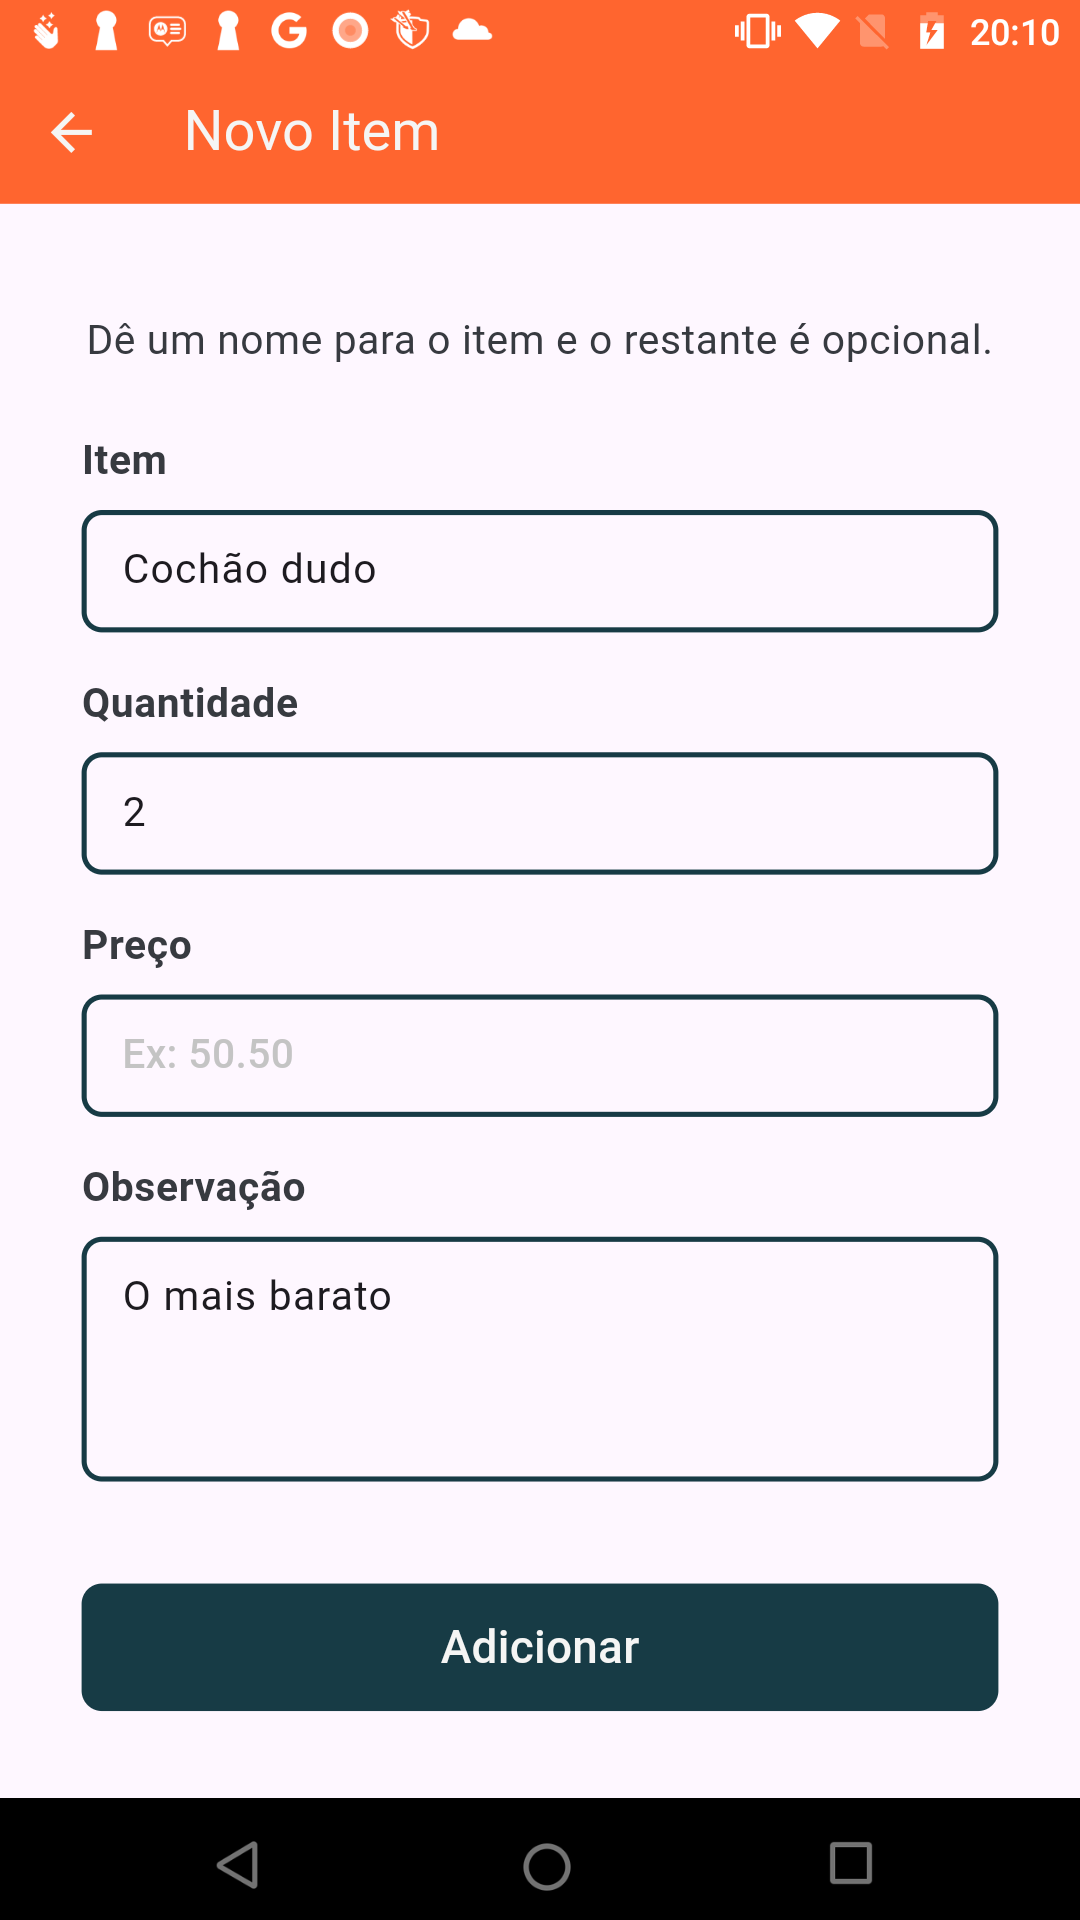 20:10
Novo Item
Dê um nome para o item e o restante é opcional.
Item
Cochão dudo
Quantidade
2
Preço
Ex: 50.50
Observação
O mais barato
Adicionar